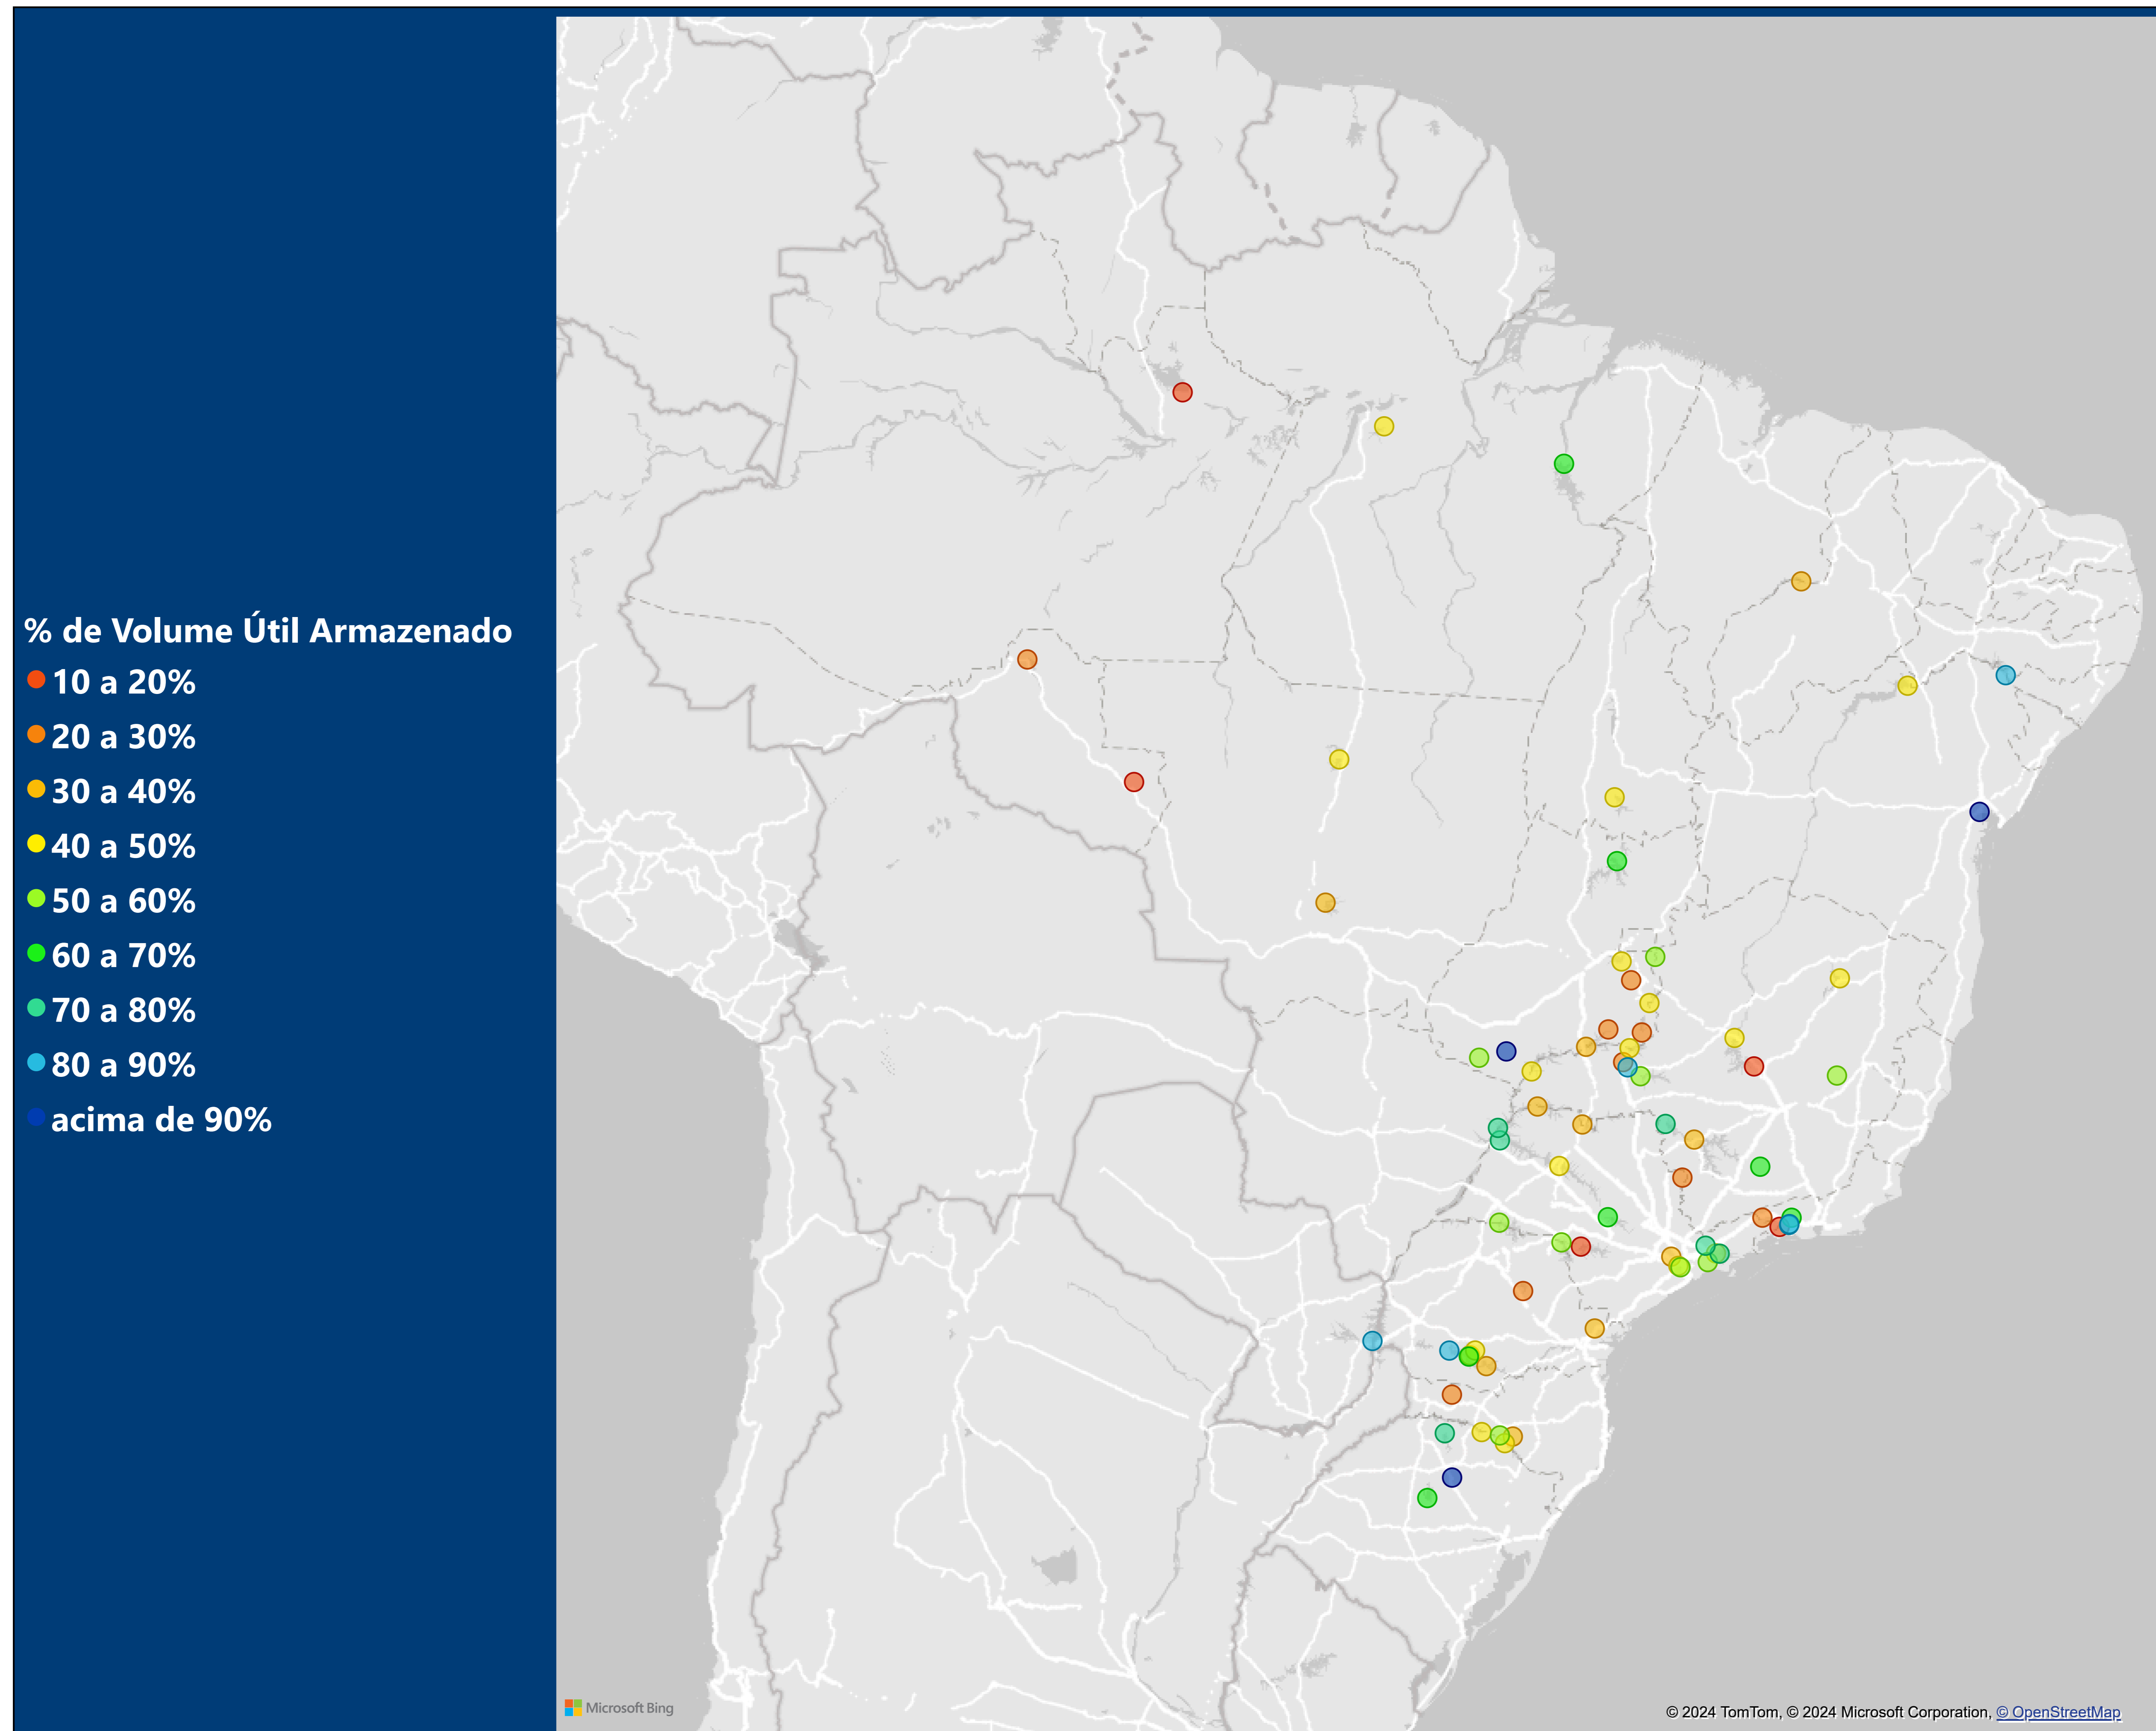 % de Volume Útil Armazenado
10 a 20%
20 a 30%
30 a 40%
40 a 50%
50 a 60%
60 a 70%
70 a 80%
80 a 90%
acima de 90%
Microsoft Bing
© 2024 TomTom, © 2024 Microsoft Corporation, © OpenStreetMap